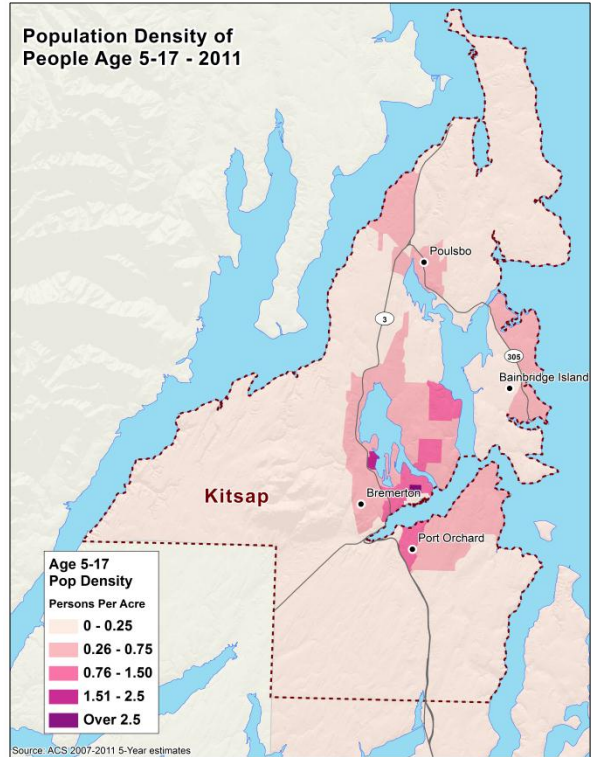 Population Density of
People Age 5-17 - 2011
Poulsbo
3
305
Bainbridge Island
Kitsap
Bremerton
Port Orchard
Age 5-17
Pop Density
Persons Per Acre
0 - 0.25
0.26 - 0.75
0.76 - 1.50
1.51 - 2.5
Over 2.5
Source: ACS 2007-2011 5-Year estimates